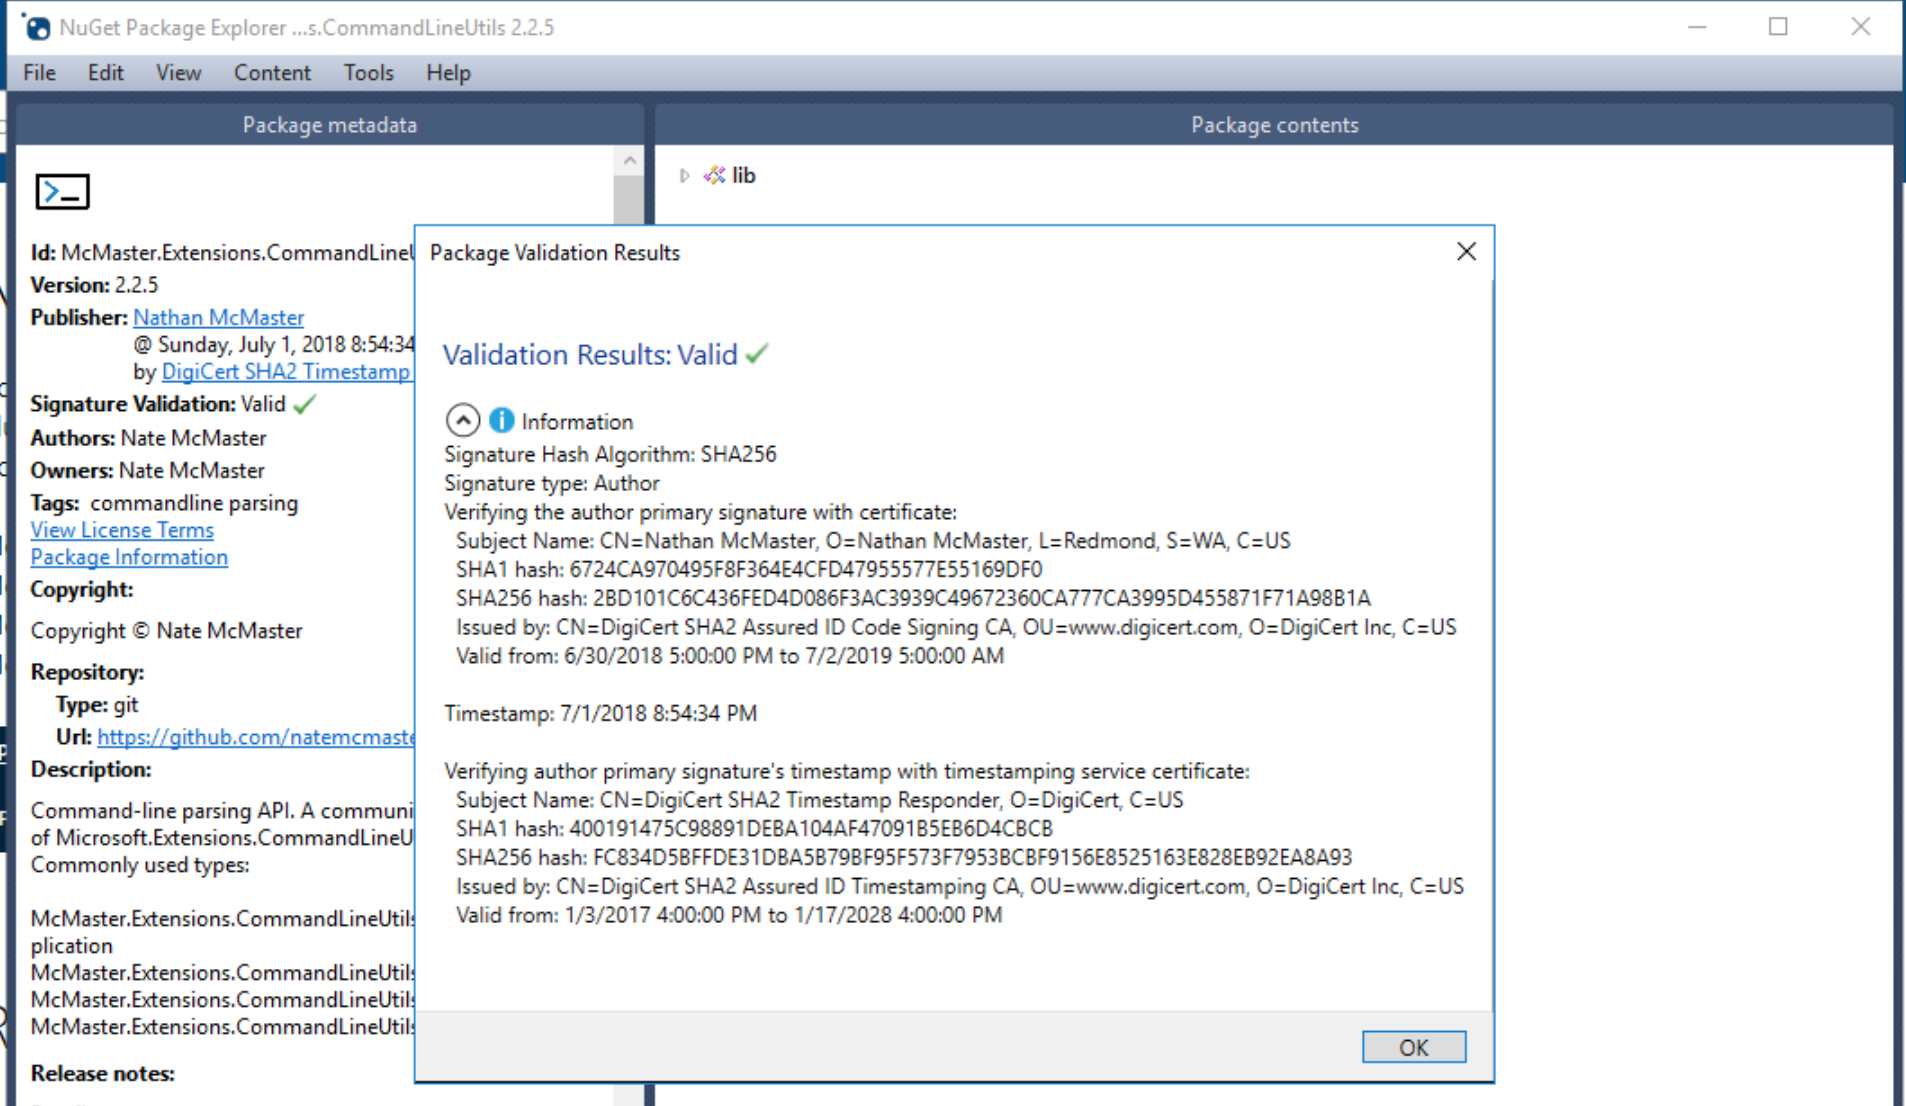 NuGet Package Explorer ...s.CommandLineUtils 2.2.5
File Edit View Content Tools Help
Package metadata
Id: McMaster.Extensions.CommandLineU
Version: 2.2.5
Publisher: Nathan McMaster
@ Sunday, July 1, 2018 8:54:34
by DigiCert SHA2 Timestamp
Signature Validation: Valid
Authors: Nate McMaster
Owners: Nate McMaster
Tags: commandline parsing
View License Terms
Package Information
Copyright:
Copyright © Nate McMaster
Repository:
Type: git
Url: https://github.com/natemcmaste
Description:
Command-line parsing API. A communi
of Microsoft.Extensions.CommandLineU
Commonly used types:
McMaster.Extensions.CommandLineUtils
plication
McMaster.Extensions.CommandLineUtils
McMaster.Extensions.CommandLineUtils
McMaster.Extensions.CommandLineUtils
Release notes:
Package contents
lib
Package Validation Results
Validation Results: Valid
Information
Signature Hash Algorithm: SHA256
Signature type: Author
Verifying the author primary signature with certificate:
Subject Name: CN=Nathan McMaster, O=Nathan McMaster, L=Redmond, S=WA, C=US
SHA1 hash: 6724CA970495F8F364E4CFD47955577E55169DF0
SHA256 hash: 2BD101C6C436FED4D086F3AC3939C49672360CA777CA3995D455871F71A98B1A
Issued by: CN=DigiCert SHA2 Assured ID Code Signing CA, OU=www.digicert.com, O=DigiCert Inc, C=US
Valid from: 6/30/2018 5:00:00 PM to 7/2/2019 5:00:00 AM
Timestamp: 7/1/2018 8:54:34 PM
Verifying author primary signature's timestamp with timestamping service certificate:
Subject Name: CN=DigiCert SHA2 Timestamp Responder, O=DigiCert, C=US
SHA1 hash: 400191475C98891DEBA104AF47091B5EB6D4CBCB
SHA256 hash: FC834D5BFFDE31DBA5B79BF95F573F7953BCBF9156E8525163E828EB92EA8A93
Issued by: CN=DigiCert SHA2 Assured ID Timestamping CA, OU=www.digicert.com, O=DigiCert Inc, C=US
Valid from: 1/3/2017 4:00:00 PM to 1/17/2028 4:00:00 PM
OK